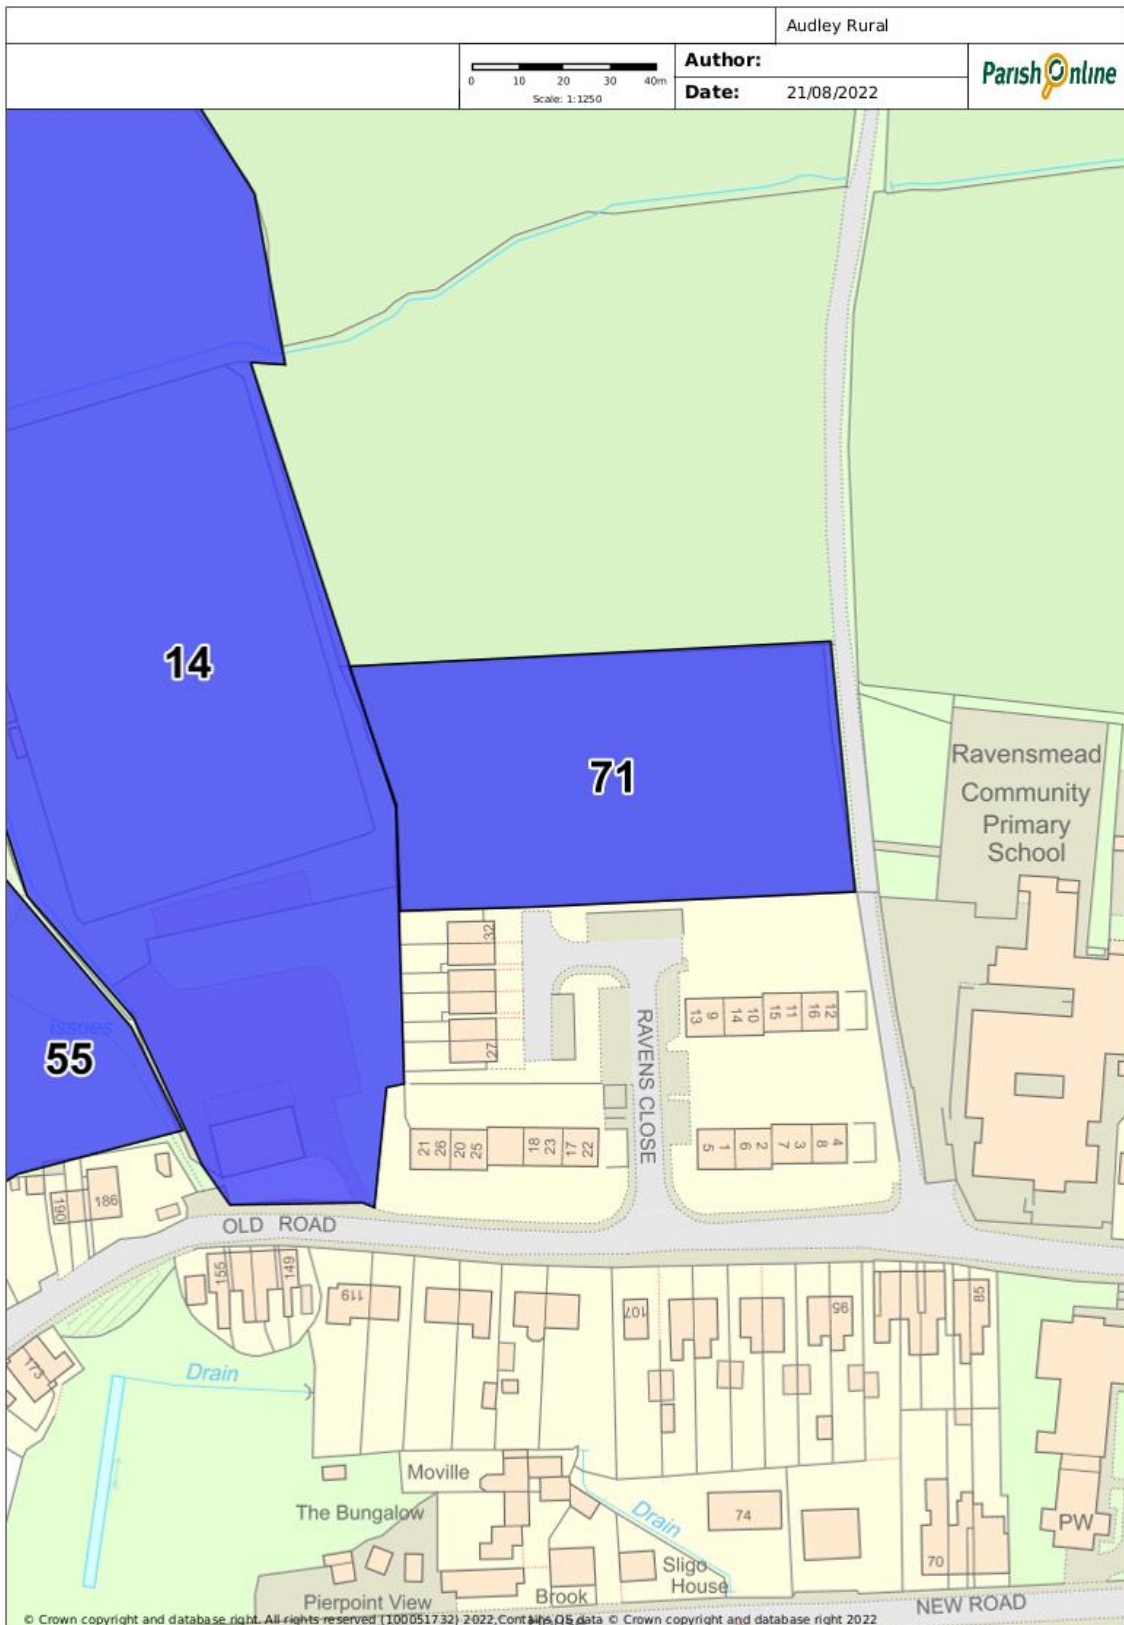 Audley Rural
0 10 20 30 40m
Scale: 1:1250
Author:
Date: 21/08/2022
Parish Online
14
71
Ravensmead
Community
Primary
School
Issues
55
32
27
RAVENS CLOSE
13 9 14 10 15 11 16 12
21 26 20 25 18 23 17 22
5 1 6 2 7 3 8 4
190
186
OLD ROAD
155
149
119
107
95
85
173
Drain
Moville
The Bungalow
Drain
74
PW
70
Sligo
House
Pierpoint View
Brook
NEW ROAD
© Crown copyright and database right. All rights reserved (100051732) 2022,Contains OS data © Crown copyright and database right 2022